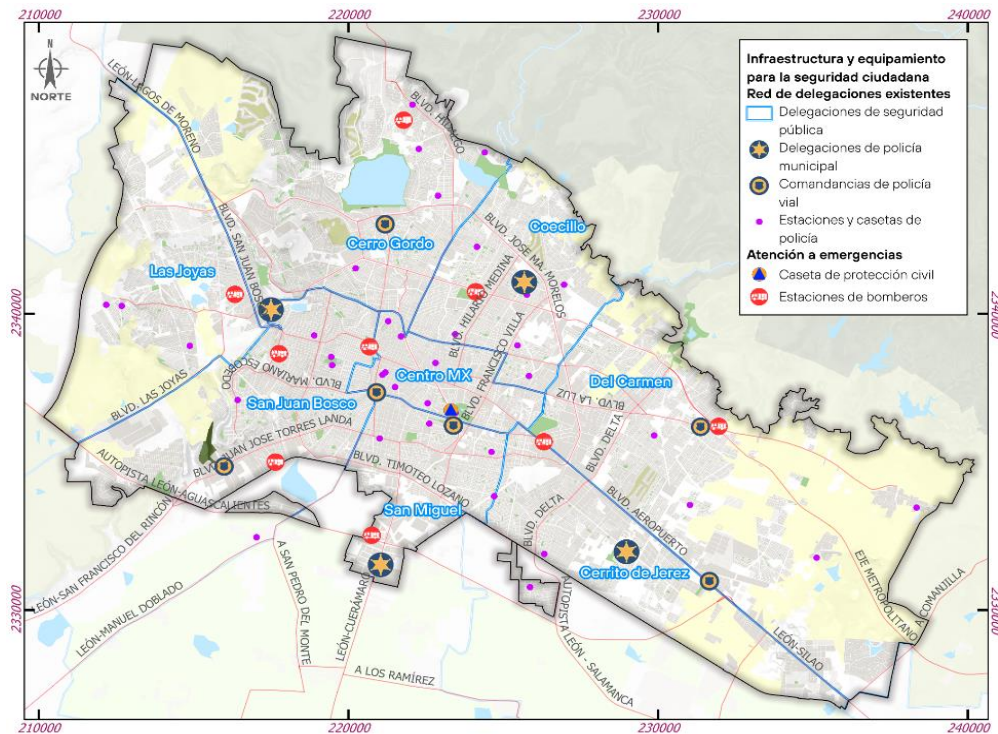 210000
220000
230000
240000
N
NORTE
Infraestructura y equipamiento
para la seguridad ciudadana
Red de delegaciones existentes
Delegaciones de seguridad
pública
Delegaciones de policía
municipal
Comandancias de policía
vial
Estaciones y casetas de
policía
Atención a emergencias
Caseta de protección civil
Estaciones de bomberos
LEÓN-LAGOS DE MORENO
BLVD. HIDALGO
BLVD. SAN JUAN BOSCO
BLVD. JOSE MA. MORELOS
BLVD. HILARIO MEDINA
BLVD. FRANCISCO VILLA
Coecillo
Cerro Gordo
Las Joyas
2340000
2340000
BLVD. MARIANO ESCOBEDO
Centro MX
Del Carmen
BLVD. LA LUZ
San Juan Bosco
BLVD. LAS JOYAS
BLVD. JUAN JOSE TORRES LANDA
BLVD. DELTA
BLVD. TIMOTEO LOZANO
AUTOPISTA LEÓN-AGUASCALIENTES
BLVD. AEROPUERTO
San Miguel
BLVD. DELTA
Cerrito de Jerez
LEÓN-SAN FRANCISCO DEL RINCÓN
LEÓN-MANUEL DOBLADO
A SAN PEDRO DEL MONTE
LEÓN-CUERÁMARO
AUTOPISTA LEÓN - SALAMANCA
LEÓN-SILAO
EJE METROPOLITANO
A COMANJILLA
2330000
2330000
A LOS RAMÍREZ
210000
220000
230000
240000